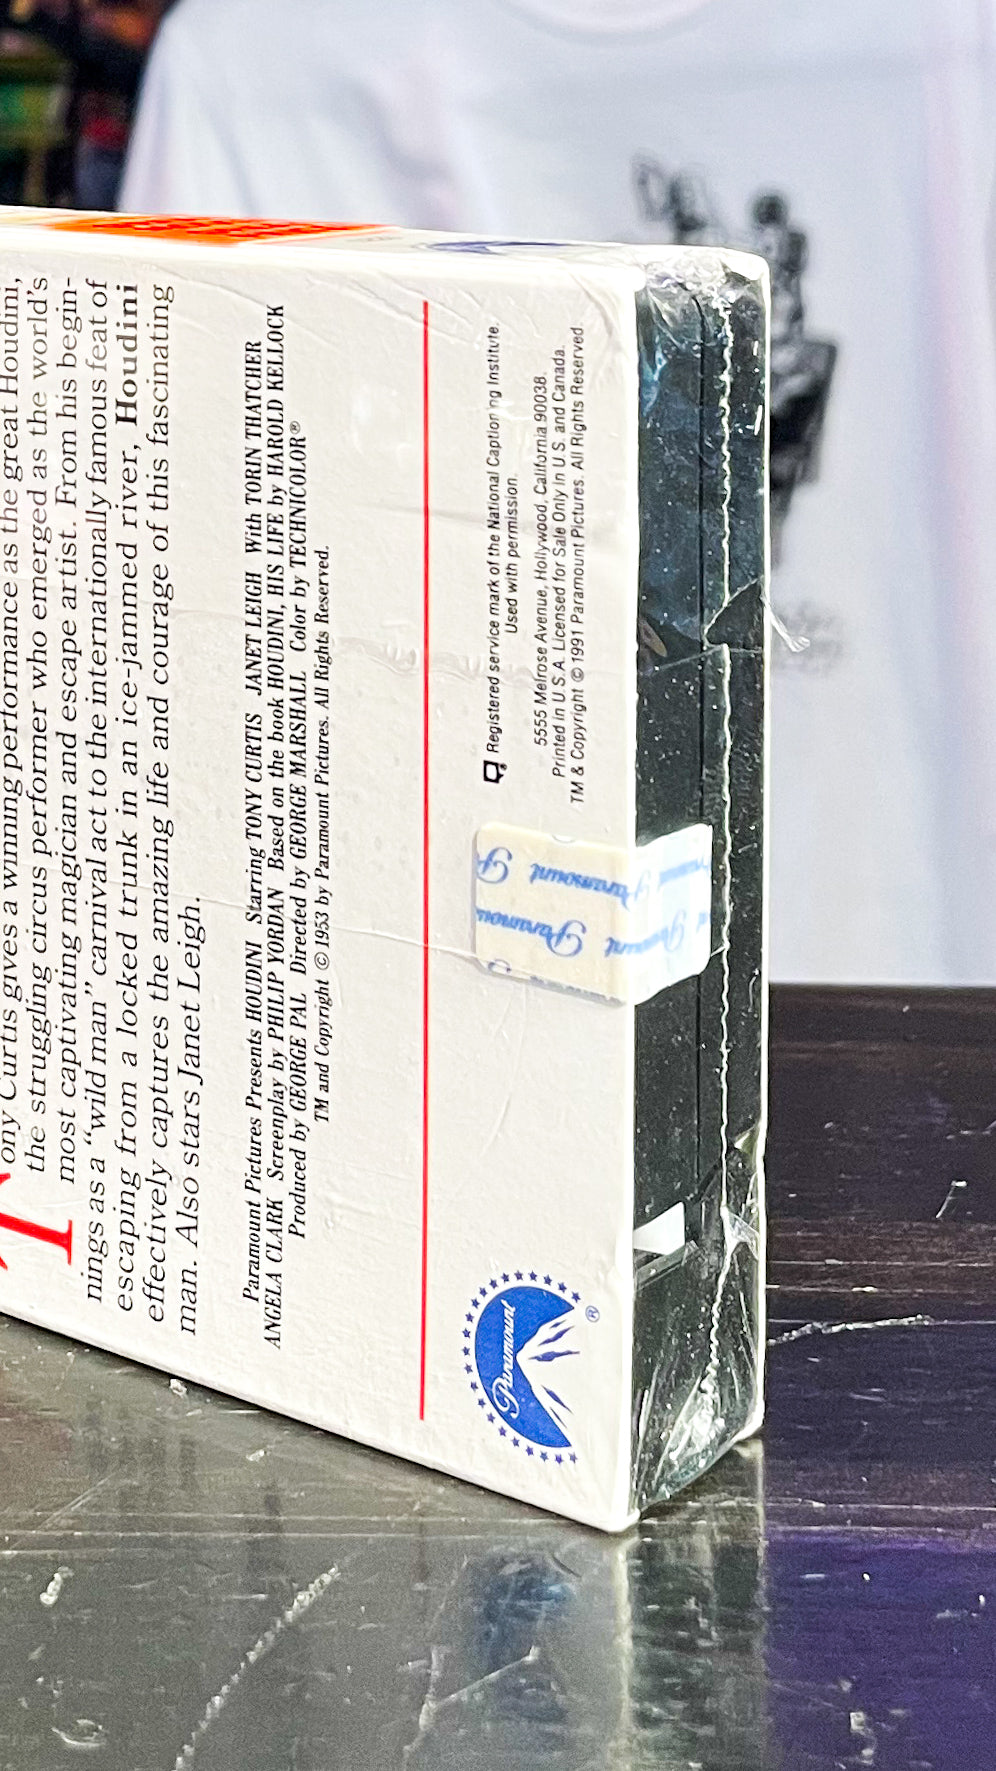 ony Curtis gives a winning performance as the great Houdini,
the struggling circus performer who emerged as the world's
most captivating magician and escape artist. From his begin-
nings as a "wild man" carnival act to the internationally famous feat of
escaping from a locked trunk in an ice-jammed river, Houdini
effectively captures the amazing life and courage of this fascinating
man. Also stars Janet Leigh.
Paramount Pictures Presents HOUDINI Starring TONY CURTIS JANET LEIGH With TORIN THATCHER
ANGELA CLARK Screenplay by PHILIP YORDAN Based on the book HOUDINI, HIS LIFE by HAROLD KELLOCK
Produced by GEORGE PAL Directed by GEORGE MARSHALL Color by TECHNICOLOR®
TM and Copyright © 1953 by Paramount Pictures. All Rights Reserved.
Registered service mark of the National Captioning Institute.
Used with permission.
5555 Melrose Avenue, Hollywood, California 90038.
Printed in U.S.A. Licensed for Sale Only in U.S. and Canada.
TM & Copyright © 1991 Paramount Pictures. All Rights Reserved
Paramount ®
Paramount
Paramount
Paramount